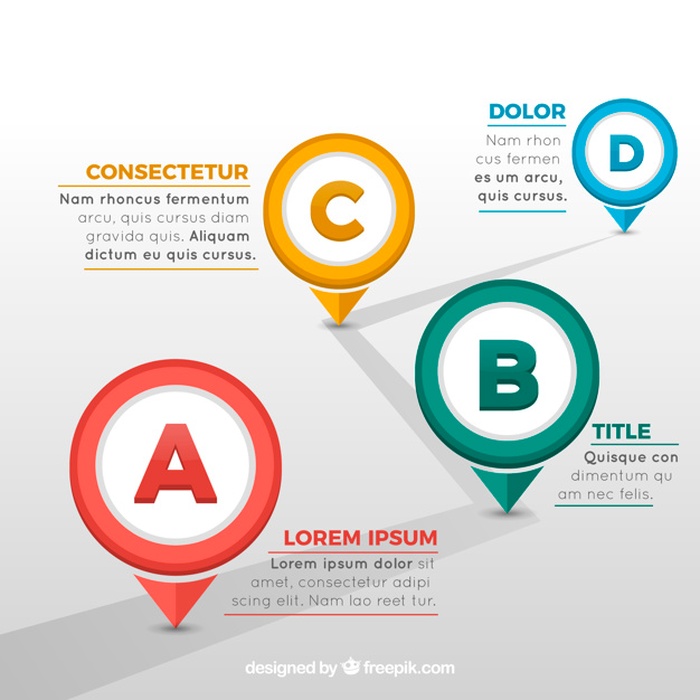 DOLOR
Nam rhon
cus fermen
es um arcu,
quis cursus.
D
CONSECTETUR
Nam rhoncus fermentum
arcu, quis cursus diam
gravida quis. Aliquam
dictum eu quis cursus.
C
B
TITLE
Quisque con
dimentum qu
am nec felis.
A
LOREM IPSUM
Lorem ipsum dolor sit
amet, consectetur adipi
scing elit. Nam lao reet tur.
designed by freepik.com